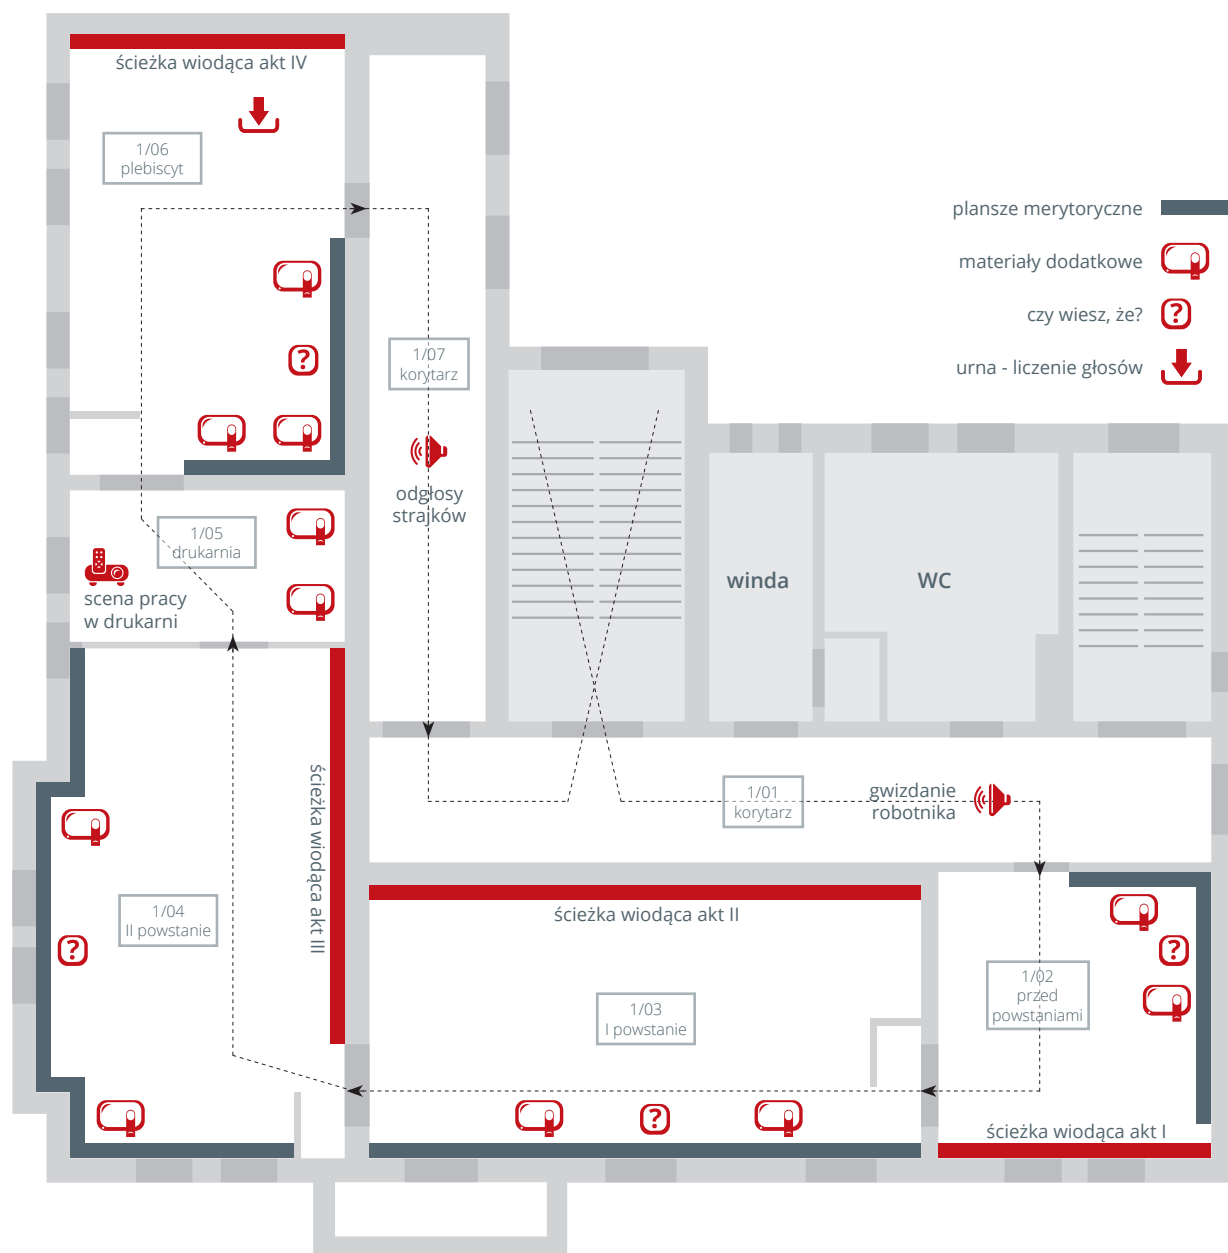 ścieżka wiodąca akt IV
1/06
plebiscyt
plansze merytoryczne
materiały dodatkowe
czy wiesz, że?
?
urna - liczenie głosów
?
1/07
korytarz
odgłosy
strajków
1/05
drukarnia
scena pracy
w drukarni
winda
WC
ścieżka wiodąca akt III
1/01
korytarz
gwizdanie
robotnika
1/04
II powstanie
?
ścieżka wiodąca akt II
1/03
I powstanie
?
1/02
przed
powstaniami
?
ścieżka wiodąca akt I